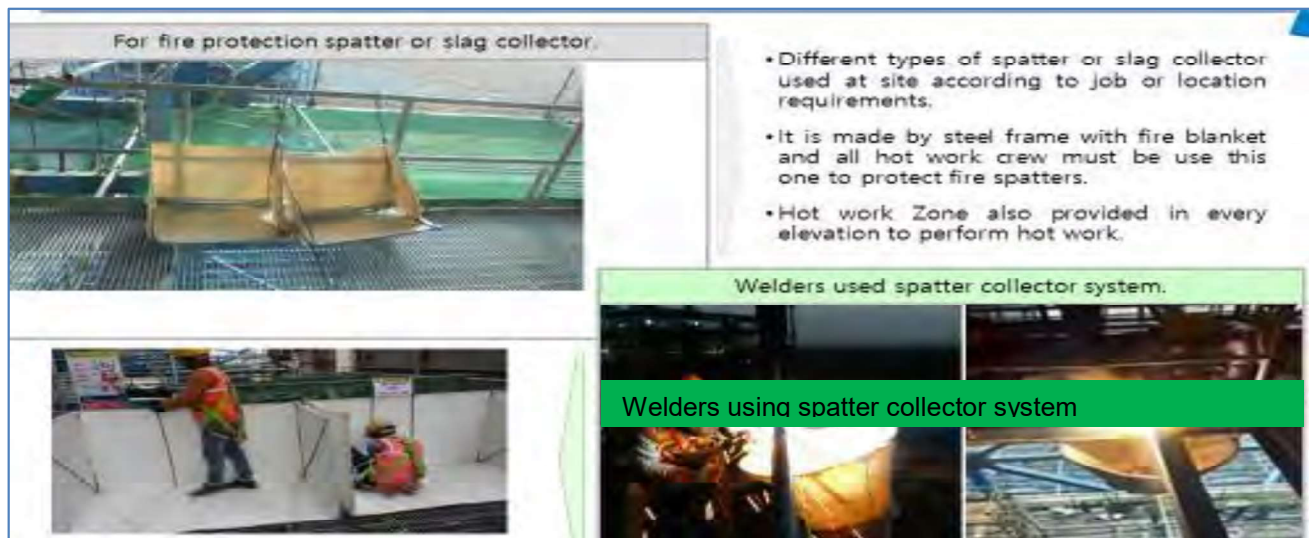 For fire protection spatter or slag collector.
• Different types of spatter or slag collector
used at site according to job or location
requirements.
• It is made by steel frame with fire blanket
and all hot work crew must be use this
one to protect fire spatters.
• Hot work Zone also provided in every
elevation to perform hot work.
Welders used spatter collector system.
Welders using spatter collector system